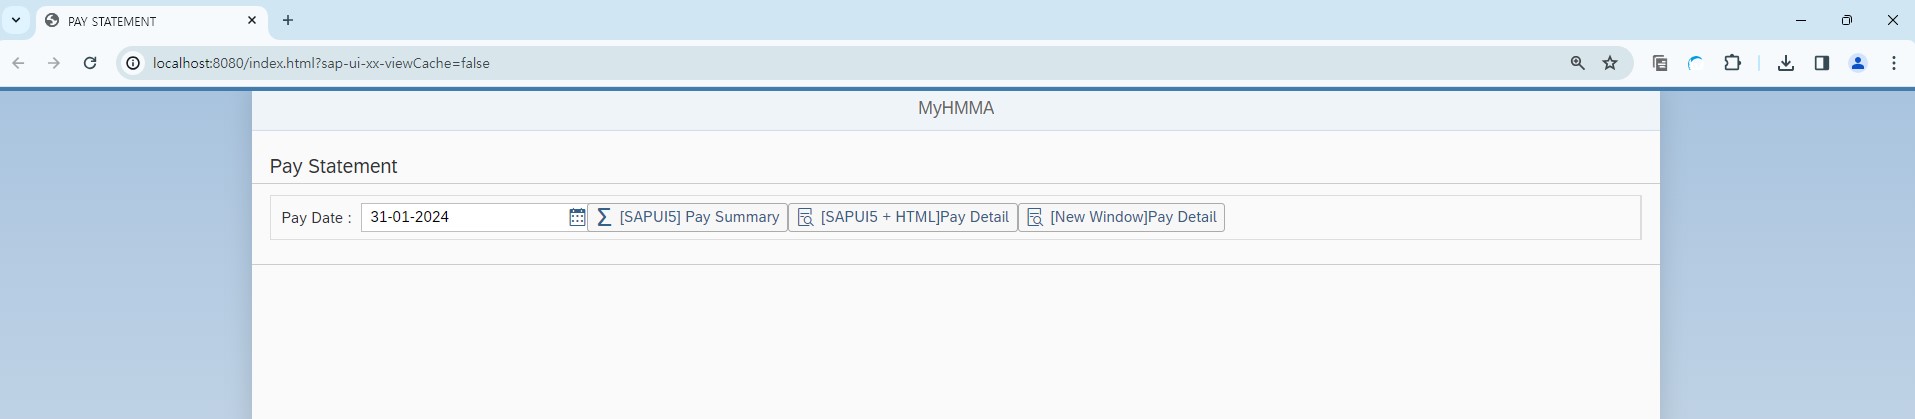 PAY STATEMENT
localhost:8080/index.html?sap-ui-xx-viewCache=false
MyHMMA
Pay Statement
Pay Date : 31-01-2024 [SAPUI5] Pay Summary [SAPUI5 + HTML]Pay Detail [New Window]Pay Detail